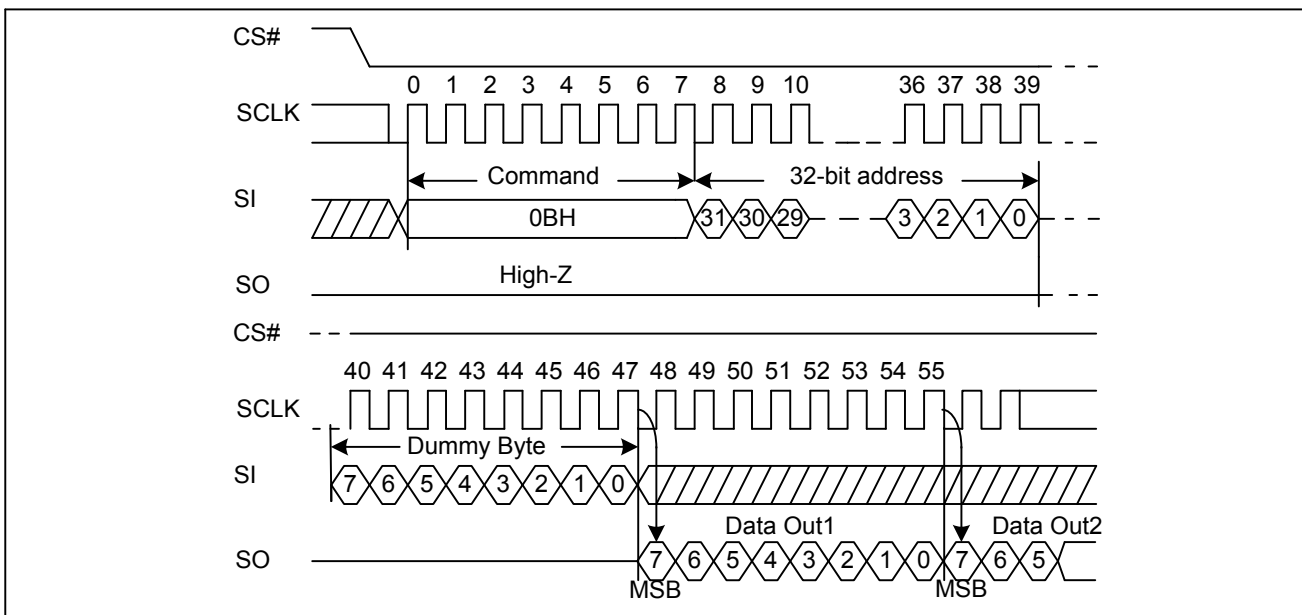 CS#
0 1 2 3 4 5 6 7 8 9 10 36 37 38 39
SCLK
Command 32-bit address
SI
0BH 31 30 29 3 2 1 0
High-Z
SO
CS#
40 41 42 43 44 45 46 47 48 49 50 51 52 53 54 55
SCLK
Dummy Byte
SI
7 6 5 4 3 2 1 0
Data Out1 Data Out2
SO
7 6 5 4 3 2 1 0 7 6 5
MSB MSB